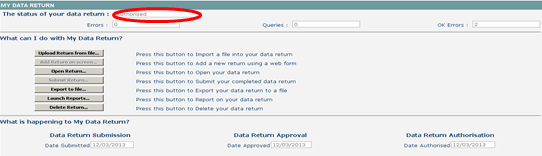 MY DATA RETURN
The status of your data return : Authorised
Errors : 0 Queries : 0 OK Errors : 2
What can I do with My Data Return?
Upload Return from file... Press this button to Import a file into your data return
Add Return on screen... Press this button to Add a new return using a web form
Open Return... Press this button to Open your data return
Submit Return... Press this button to Submit your completed data return
Export to file... Press this button to Export your data return to a file
Launch Reports... Press this button to Report on your data return
Delete Return... Press this button to Delete your data return
What is happening to My Data Return?
Data Return Submission Data Return Approval Data Return Authorisation
Date Submitted 12/03/2013 Date Approved 12/03/2013 Date Authorised 12/03/2013